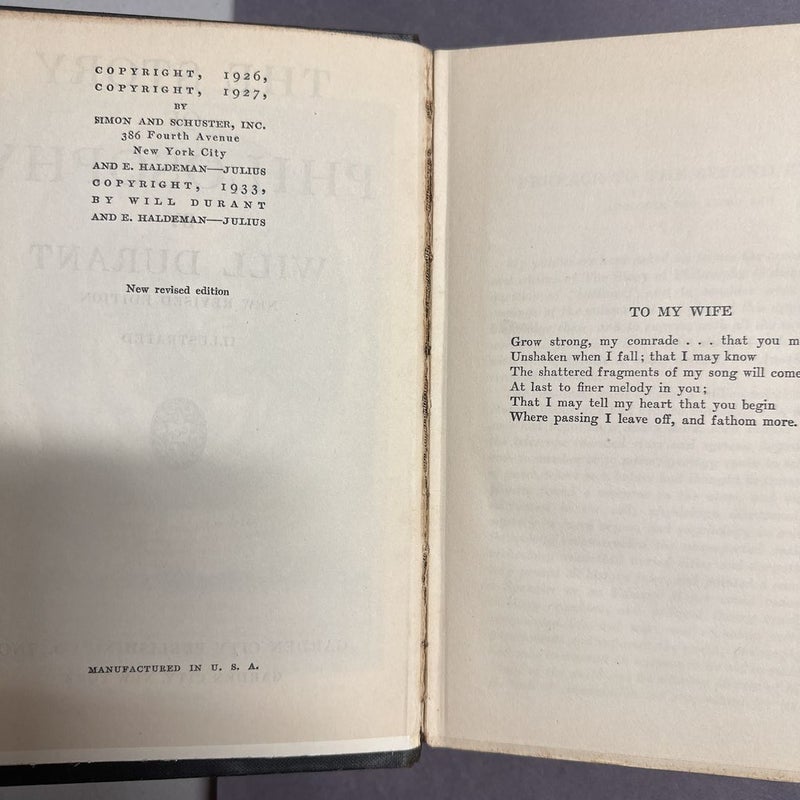 COPYRIGHT, 1926,
COPYRIGHT, 1927,
BY
SIMON AND SCHUSTER, INC.
386 Fourth Avenue
New York City
AND E. HALDEMAN—JULIUS
COPYRIGHT, 1933,
BY WILL DURANT
AND E. HALDEMAN—JULIUS
New revised edition
MANUFACTURED IN U. S. A.
TO MY WIFE
Grow strong, my comrade . . . that you
Unshaken when I fall; that I may know
The shattered fragments of my song will come
At last to finer melody in you;
That I may tell my heart that you begin
Where passing I leave off, and fathom more.